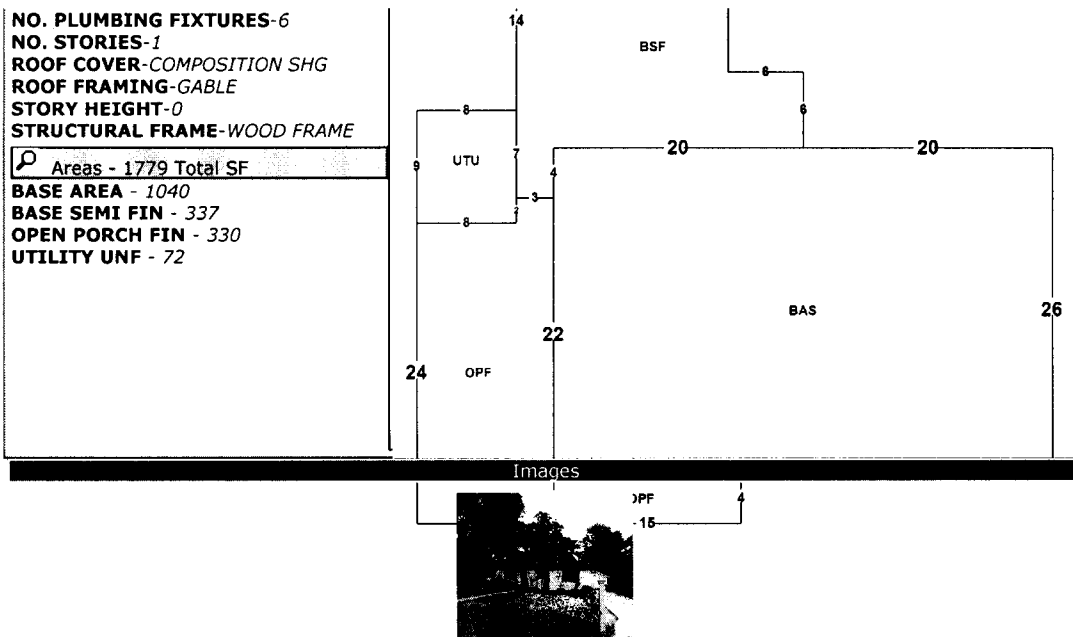 NO. PLUMBING FIXTURES-6
NO. STORIES-1
ROOF COVER-COMPOSITION SHG
ROOF FRAMING-GABLE
STORY HEIGHT-0
STRUCTURAL FRAME-WOOD FRAME
Areas - 1779 Total SF
BASE AREA - 1040
BASE SEMI FIN - 337
OPEN PORCH FIN - 330
UTILITY UNF - 72
14
BSF
6
8
6
20
20
9
UTU
7
4
3
2
8
BAS
26
22
24
OPF
Images
PF
4
15